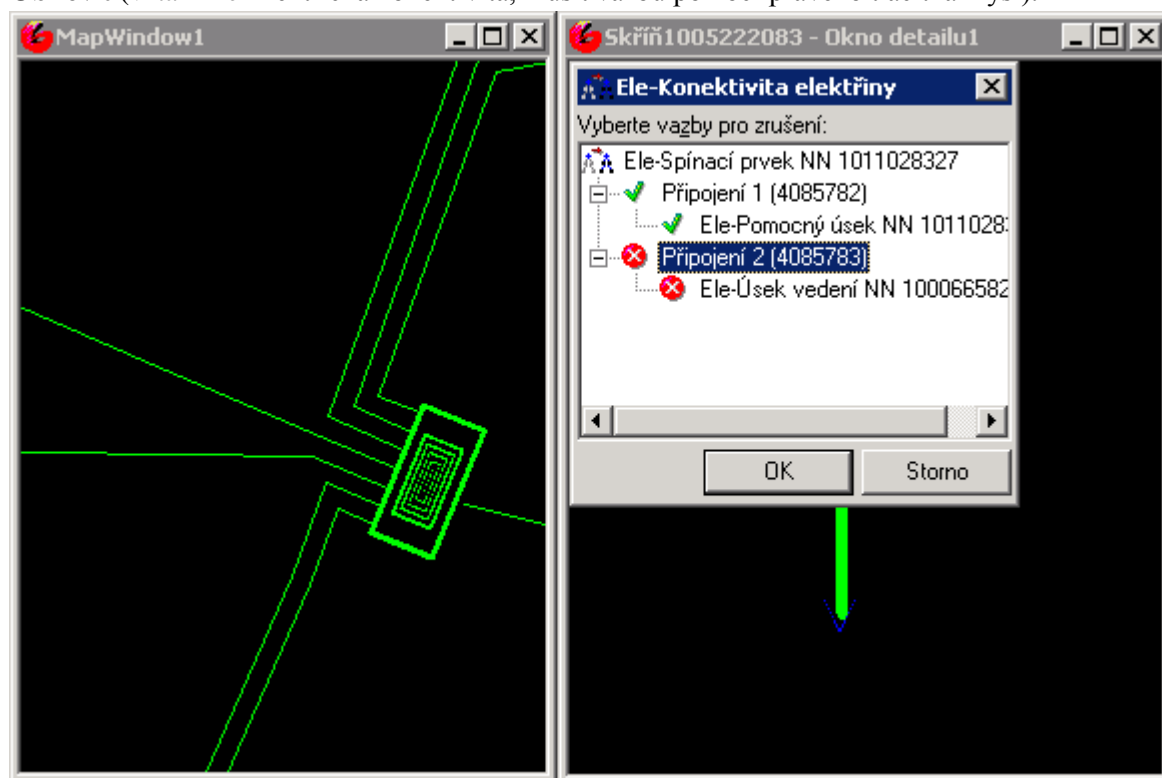 MapWindow1
Skříň1005222083 - Okno detailu1
Ele-Konektivita elektřiny
Vyberte vazby pro zrušení:
Ele-Spínací prvek NN 1011028327
Připojení 1 (4085782)
Ele-Pomocný úsek NN 1011028
Připojení 2 (4085783)
Ele-Úsek vedení NN 100066582
OK
Storno